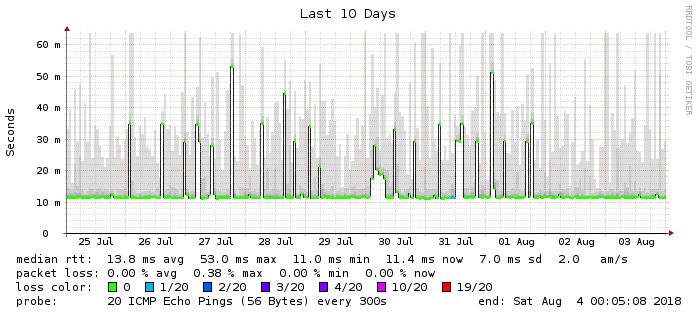 Last 10 Days
RRDTOOL / TOBI OETIKER
Seconds
60 m
50 m
40 m
30 m
20 m
10 m
0
25 Jul 26 Jul 27 Jul 28 Jul 29 Jul 30 Jul 31 Jul 01 Aug 02 Aug 03 Aug
median rtt: 13.8 ms avg 53.0 ms max 11.0 ms min 11.4 ms now 7.0 ms sd 2.0 am/s
packet loss: 0.00 % avg 0.38 % max 0.00 % min 0.00 % now
loss color: 0 1/20 2/20 3/20 4/20 10/20 19/20
probe: 20 ICMP Echo Pings (56 Bytes) every 300s end: Sat Aug 4 00:05:08 2018